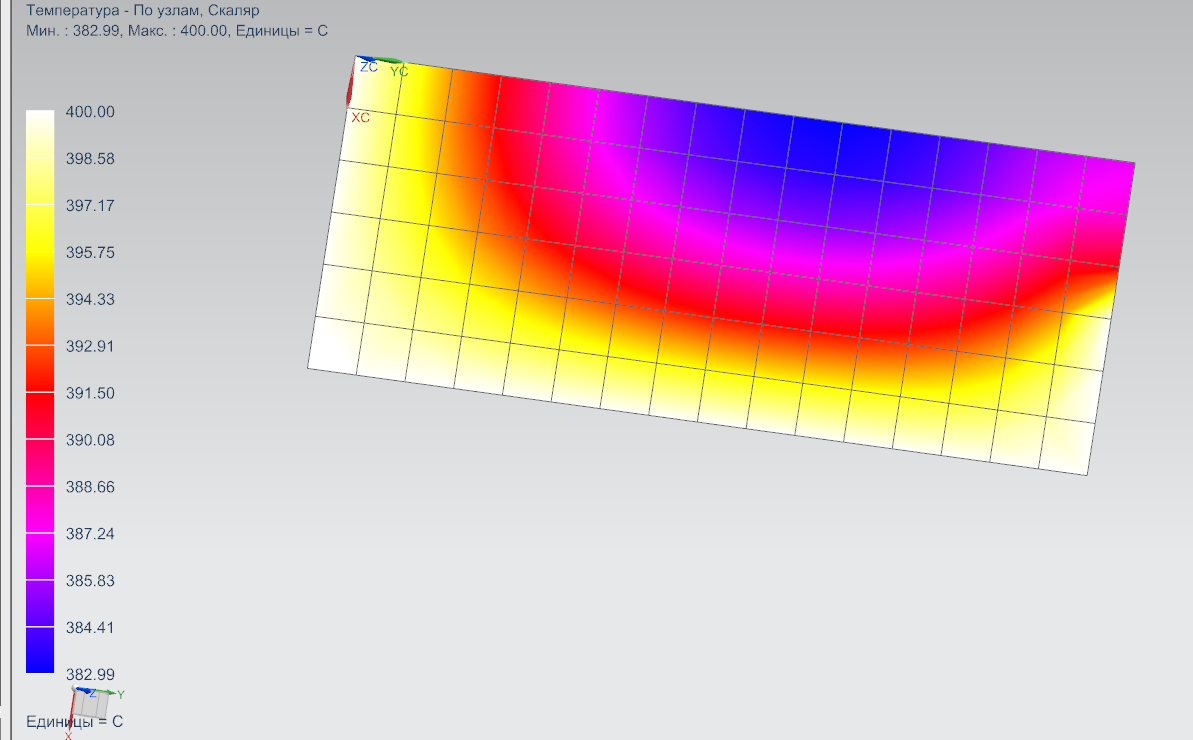 Температура - По узлам, Скаляр
Мин. : 382.99, Макс. : 400.00, Единицы = C
ZC
YC
XC
400.00
398.58
397.17
395.75
394.33
392.91
391.50
390.08
388.66
387.24
385.83
384.41
382.99
Z
Y
Единицы = C
X